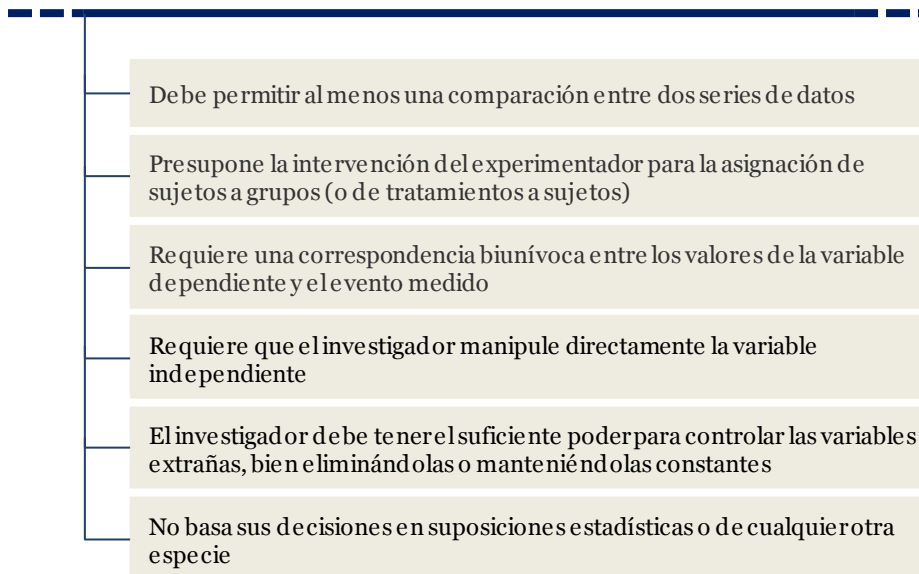 Debe permitir al menos una comparación entre dos series de datos
Presupone la intervención del experimentador para la asignación de
sujetos a grupos (o de tratamientos a sujetos)
Requiere una correspondencia biunívoca entre los valores de la variable
dependiente y el evento medido
Requiere que el investigador manipule directamente la variable
independiente
El investigador debe tener el suficiente poder para controlar las variables
extrañas, bien eliminándolas o manteniéndolas constantes
No basa sus decisiones en suposiciones estadísticas o de cualquier otra
especie